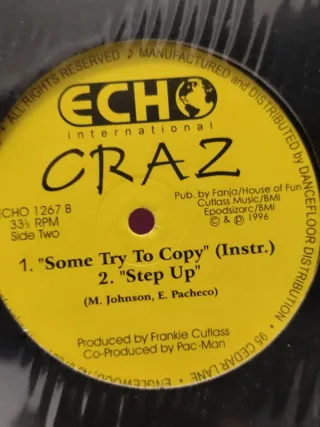 ALL RIGHTS RESERVED ♪ MANUFACTURED and DISTRIBUTED by DANCEFLOOR DISTRIBUTION * 95 CEDAR LANE * ENGLEWOOD,
ECHO
international
CRAZ
ECHO 1267 B
33⅓ RPM
Side Two
Pub. by Fanja/House of Fun
Cutlass Music/BMI
Epodsizarc/BMI
© & ℗ 1996
1. "Some Try To Copy" (Instr.)
2. "Step Up"
(M. Johnson, E. Pacheco)
Produced by Frankie Cutlass
Co-Produced by Pac-Man